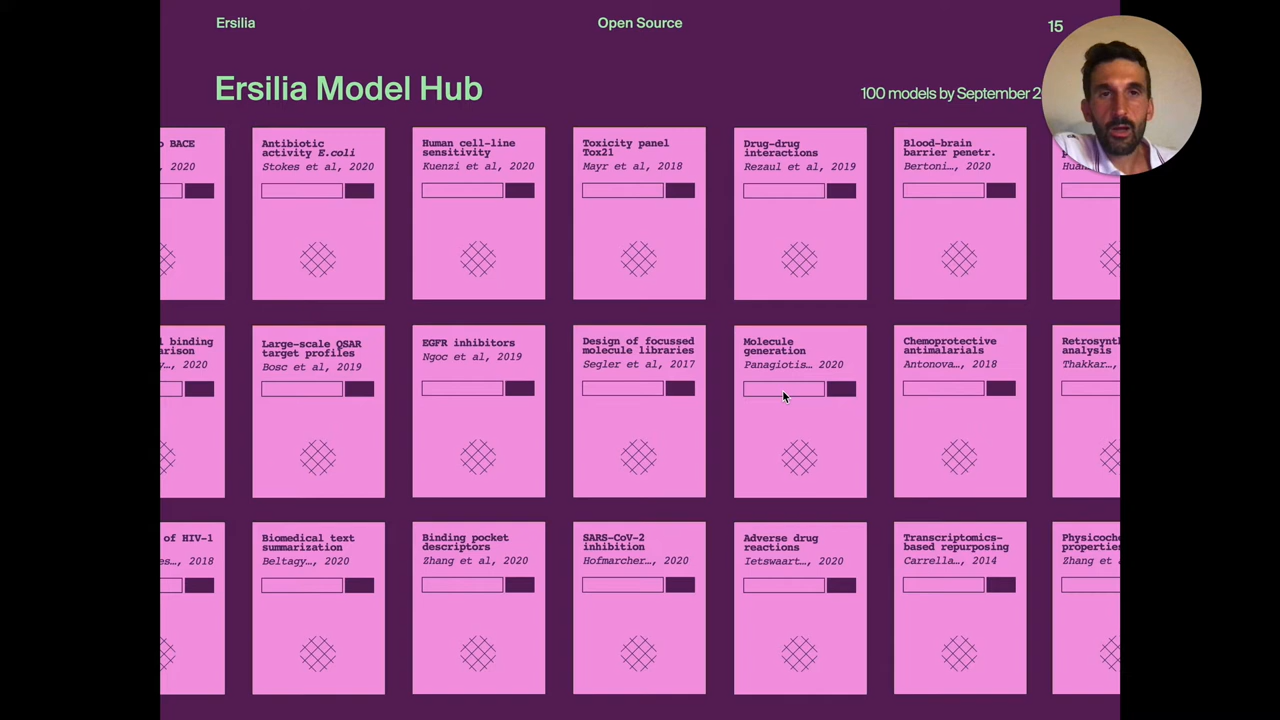 Ersilia
Open Source
15
Ersilia Model Hub
100 models by September
BACE
, 2020
Antibiotic
activity E.coli
Stokes et al, 2020
Human cell-line
sensitivity
Kuenzi et al, 2020
Toxicity panel
Tox21
Mayr et al, 2018
Drug-drug
interactions
Rezaul et al, 2019
Blood-brain
barrier penetr.
Bertoni…, 2020
l binding
arison
…, 2020
Large-scale QSAR
target profiles
Bosc et al, 2019
EGFR inhibitors
Ngoc et al, 2019
Design of focussed
molecule libraries
Segler et al, 2017
Molecule
generation
Panagiotis… 2020
Chemoprotective
antimalarials
Antonova…, 2018
Retrosynth
analysis
Thakkar…,
of HIV-1
es…, 2018
Biomedical text
summarization
Beltagy…, 2020
Binding pocket
descriptors
Zhang et al, 2020
SARS-CoV-2
inhibition
Hofmarcher…, 2020
Adverse drug
reactions
Ietswaart…, 2020
Transcriptomics-
based repurposing
Carrella…, 2014
Physicoche
properties
Zhang et